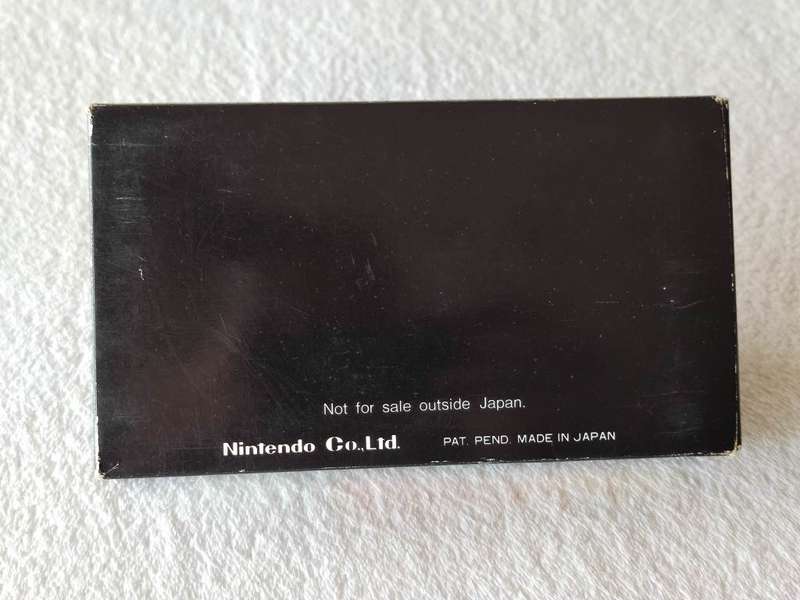 Not for sale outside Japan.
Nintendo Co.,Ltd. PAT. PEND. MADE IN JAPAN